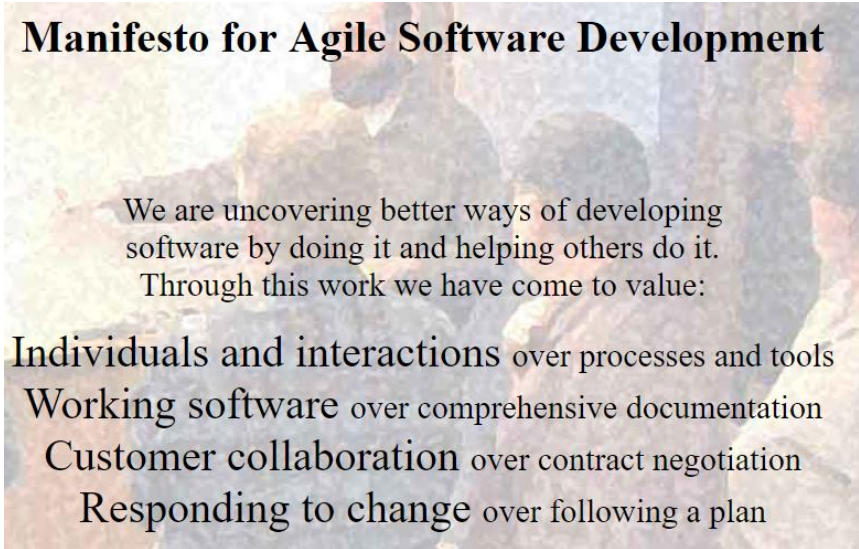 Manifesto for Agile Software Development
We are uncovering better ways of developing
software by doing it and helping others do it.
Through this work we have come to value:
Individuals and interactions over processes and tools
Working software over comprehensive documentation
Customer collaboration over contract negotiation
Responding to change over following a plan